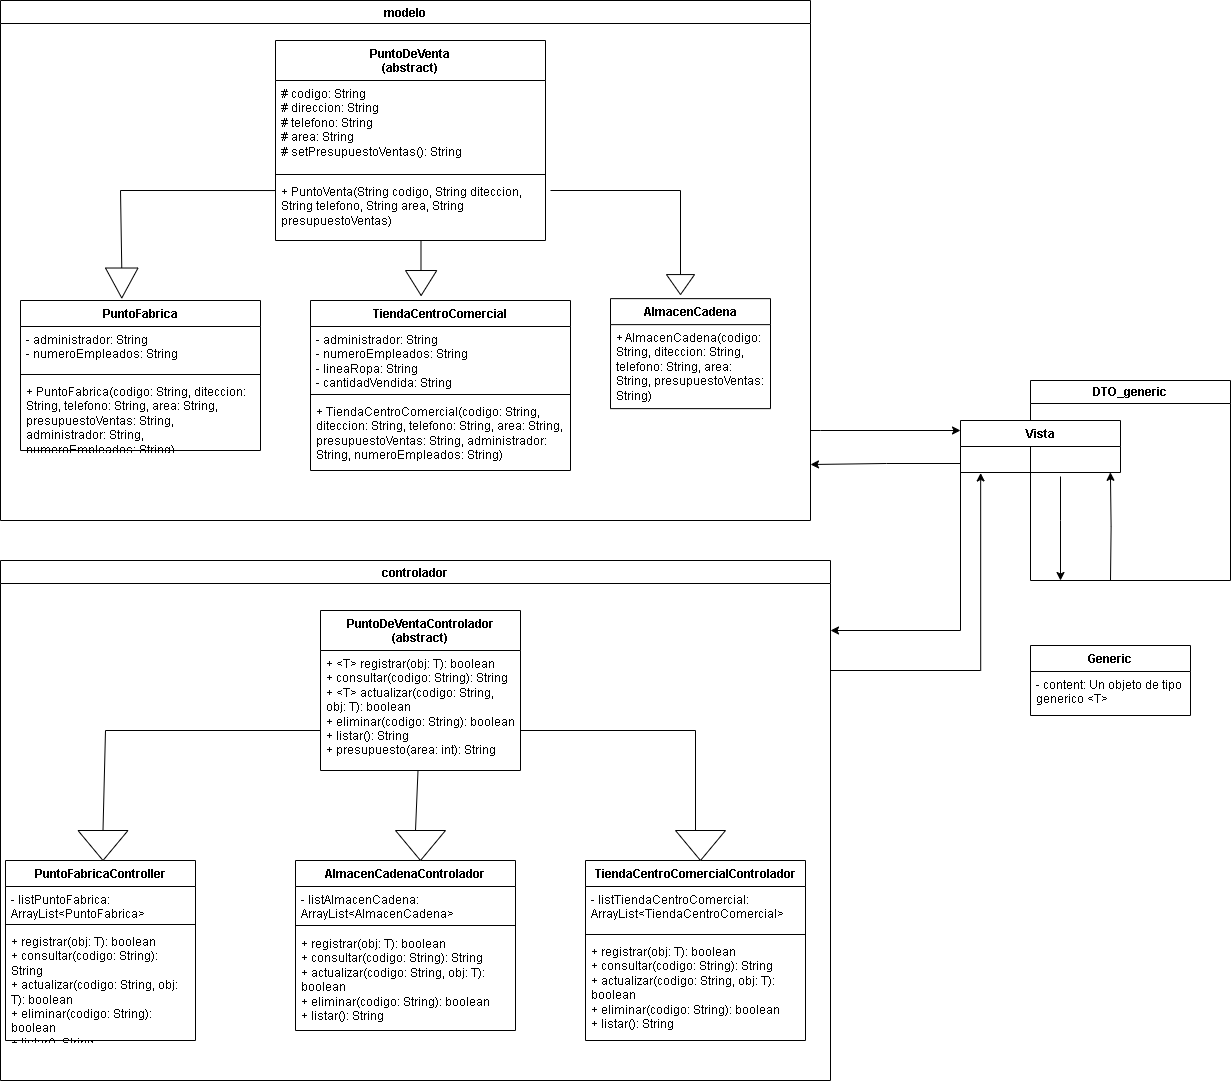 modelo
PuntoDeVenta
(abstract)
# codigo: String
# direccion: String
# telefono: String
# area: String
# setPresupuestoVentas(): String
+ PuntoVenta(String codigo, String diteccion,
String telefono, String area, String
presupuestoVentas)
PuntoFabrica
- administrador: String
- numeroEmpleados: String
+ PuntoFabrica(codigo: String, diteccion:
String, telefono: String, area: String,
presupuestoVentas: String,
administrador: String,
numeroEmpleados: String)
TiendaCentroComercial
- administrador: String
- numeroEmpleados: String
- lineaRopa: String
- cantidadVendida: String
+ TiendaCentroComercial(codigo: String,
diteccion: String, telefono: String, area: String,
presupuestoVentas: String, administrador:
String, numeroEmpleados: String)
AlmacenCadena
+ AlmacenCadena(codigo:
String, diteccion: String,
telefono: String, area:
String, presupuestoVentas:
String)
DTO_generic
Vista
controlador
PuntoDeVentaControlador
(abstract)
+ <T> registrar(obj: T): boolean
+ consultar(codigo: String): String
+ <T> actualizar(codigo: String,
obj: T): boolean
+ eliminar(codigo: String): boolean
+ listar(): String
+ presupuesto(area: int): String
Generic
- content: Un objeto de tipo
generico <T>
PuntoFabricaController
- listPuntoFabrica:
ArrayList<PuntoFabrica>
+ registrar(obj: T): boolean
+ consultar(codigo: String):
String
+ actualizar(codigo: String, obj:
T): boolean
+ eliminar(codigo: String):
boolean
+ listar(): String
AlmacenCadenaControlador
- listAlmacenCadena:
ArrayList<AlmacenCadena>
+ registrar(obj: T): boolean
+ consultar(codigo: String): String
+ actualizar(codigo: String, obj: T):
boolean
+ eliminar(codigo: String): boolean
+ listar(): String
TiendaCentroComercialControlador
- listTiendaCentroComercial:
ArrayList<TiendaCentroComercial>
+ registrar(obj: T): boolean
+ consultar(codigo: String): String
+ actualizar(codigo: String, obj: T):
boolean
+ eliminar(codigo: String): boolean
+ listar(): String